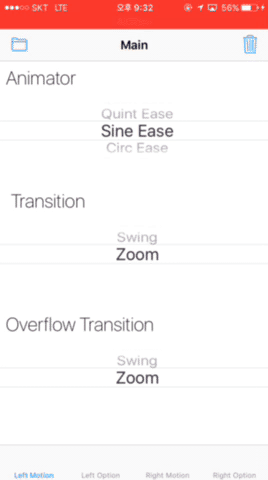 SKT LTE 오후 9:32 56%
Main
Animator
Quint Ease
Sine Ease
Circ Ease
Transition
Swing
Zoom
Overflow Transition
Swing
Zoom
Left Motion Left Option Right Motion Right Option